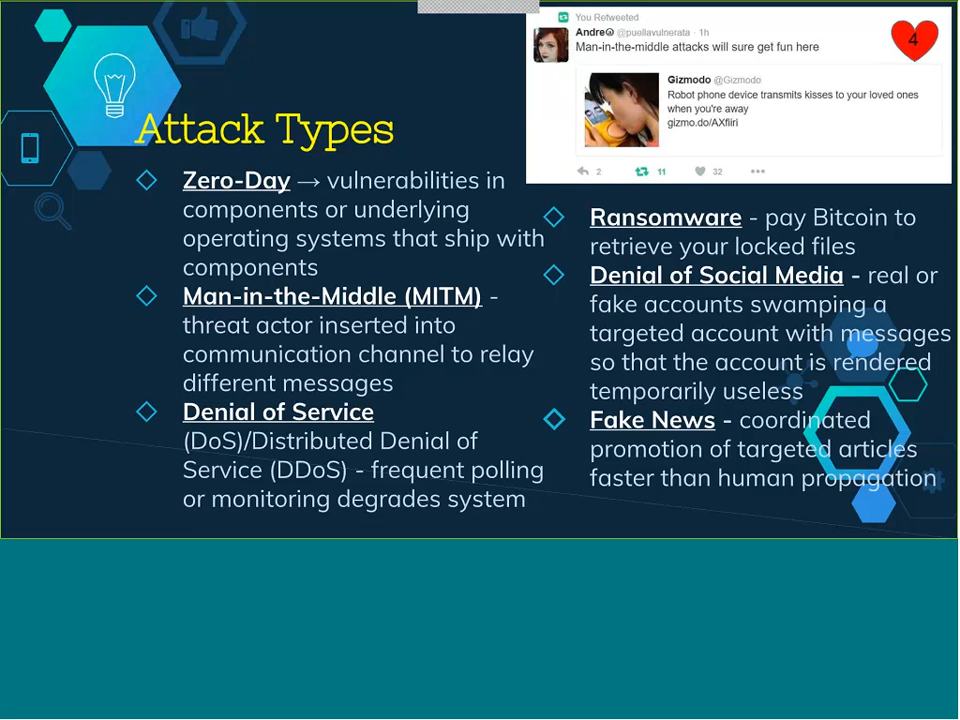 You Retweeted
Andre @puellavulnerata · 1h
Man-in-the-middle attacks will sure get fun here
4
Gizmodo @Gizmodo
Robot phone device transmits kisses to your loved ones
when you're away
gizmo.do/AXfiiri
2 11 32 •••
Attack Types
Zero-Day → vulnerabilities in
components or underlying
operating systems that ship with
components
Man-in-the-Middle (MITM) -
threat actor inserted into
communication channel to relay
different messages
Denial of Service
(DoS)/Distributed Denial of
Service (DDoS) - frequent polling
or monitoring degrades system
Ransomware - pay Bitcoin to
retrieve your locked files
Denial of Social Media - real or
fake accounts swamping a
targeted account with messages
so that the account is rendered
temporarily useless
Fake News - coordinated
promotion of targeted articles
faster than human propagation